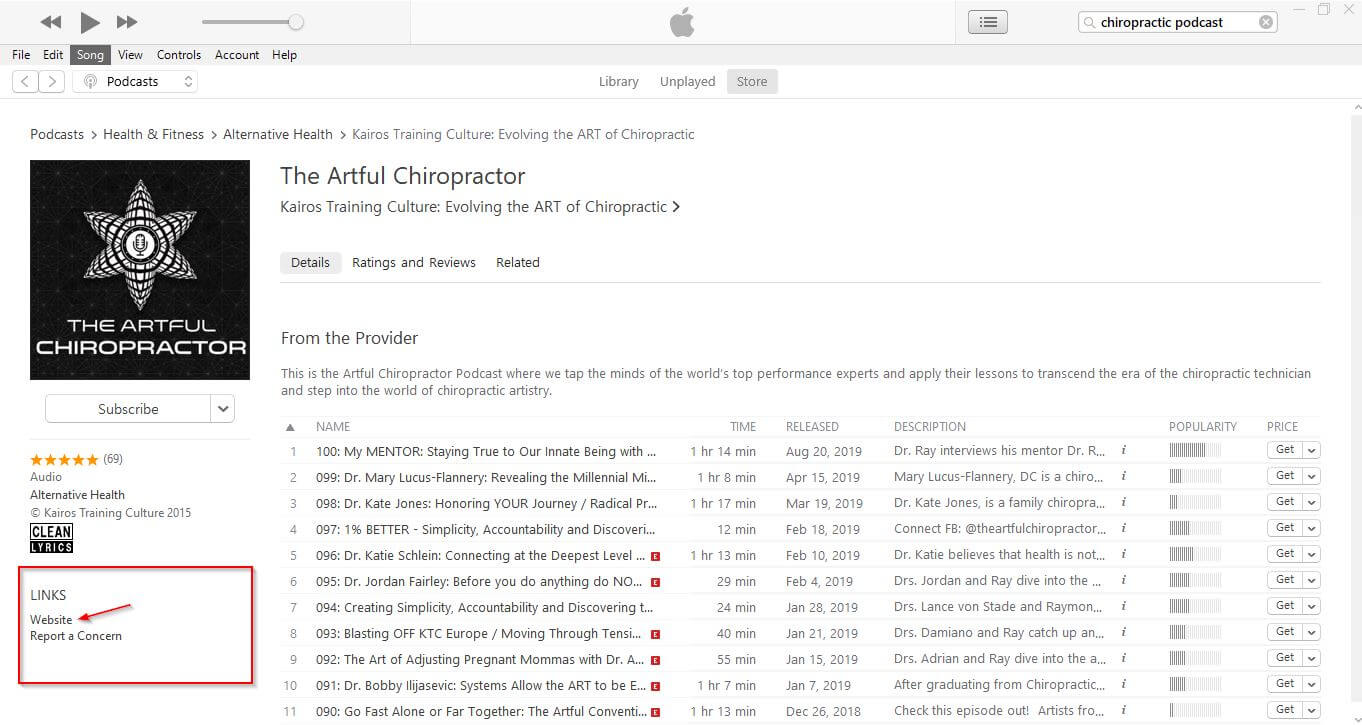 chiropractic podcast
File Edit Song View Controls Account Help
Podcasts Library Unplayed Store
Podcasts > Health & Fitness > Alternative Health > Kairos Training Culture: Evolving the ART of Chiropractic
THE ARTFUL
CHIROPRACTOR
Subscribe
(69)
Audio
Alternative Health
© Kairos Training Culture 2015
CLEAN
LYRICS
LINKS
Website
Report a Concern
The Artful Chiropractor
Kairos Training Culture: Evolving the ART of Chiropractic >
Details Ratings and Reviews Related
From the Provider
This is the Artful Chiropractor Podcast where we tap the minds of the world's top performance experts and apply their lessons to transcend the era of the chiropractic technician
and step into the world of chiropractic artistry.
NAME TIME RELEASED DESCRIPTION POPULARITY PRICE
1 100: My MENTOR: Staying True to Our Innate Being with ... 1 hr 14 min Aug 20, 2019 Dr. Ray interviews his mentor Dr. R... i Get
2 099: Dr. Mary Lucus-Flannery: Revealing the Millennial Mi... 1 hr 8 min Apr 15, 2019 Mary Lucus-Flannery, DC is a chiro... i Get
3 098: Dr. Kate Jones: Honoring YOUR Journey / Radical Pr... 1 hr 17 min Mar 19, 2019 Dr. Kate Jones, is a family chiropra... i Get
4 097: 1% BETTER - Simplicity, Accountability and Discoveri... 12 min Feb 18, 2019 Connect FB: @theartfulchiropractor... i Get
5 096: Dr. Katie Schlein: Connecting at the Deepest Level ... E 1 hr 13 min Feb 10, 2019 Dr. Katie believes that health is not... i Get
6 095: Dr. Jordan Fairley: Before you do anything do NO... E 29 min Feb 4, 2019 Drs. Jordan and Ray dive into the ... i Get
7 094: Creating Simplicity, Accountability and Discovering t... 24 min Jan 28, 2019 Drs. Lance von Stade and Raymon... i Get
8 093: Blasting OFF KTC Europe / Moving Through Tensi... E 40 min Jan 21, 2019 Drs. Damiano and Ray catch up an... i Get
9 092: The Art of Adjusting Pregnant Mommas with Dr. A... E 55 min Jan 15, 2019 Drs. Adrian and Ray dive into the a... i Get
10 091: Dr. Bobby Ilijasevic: Systems Allow the ART to be E... E 1 hr 7 min Jan 7, 2019 After graduating from Chiropractic... i Get
11 090: Go Fast Alone or Far Together: The Artful Conventi... E 1 hr 13 min Dec 26, 2018 Check this episode out! Artists fro... i Get